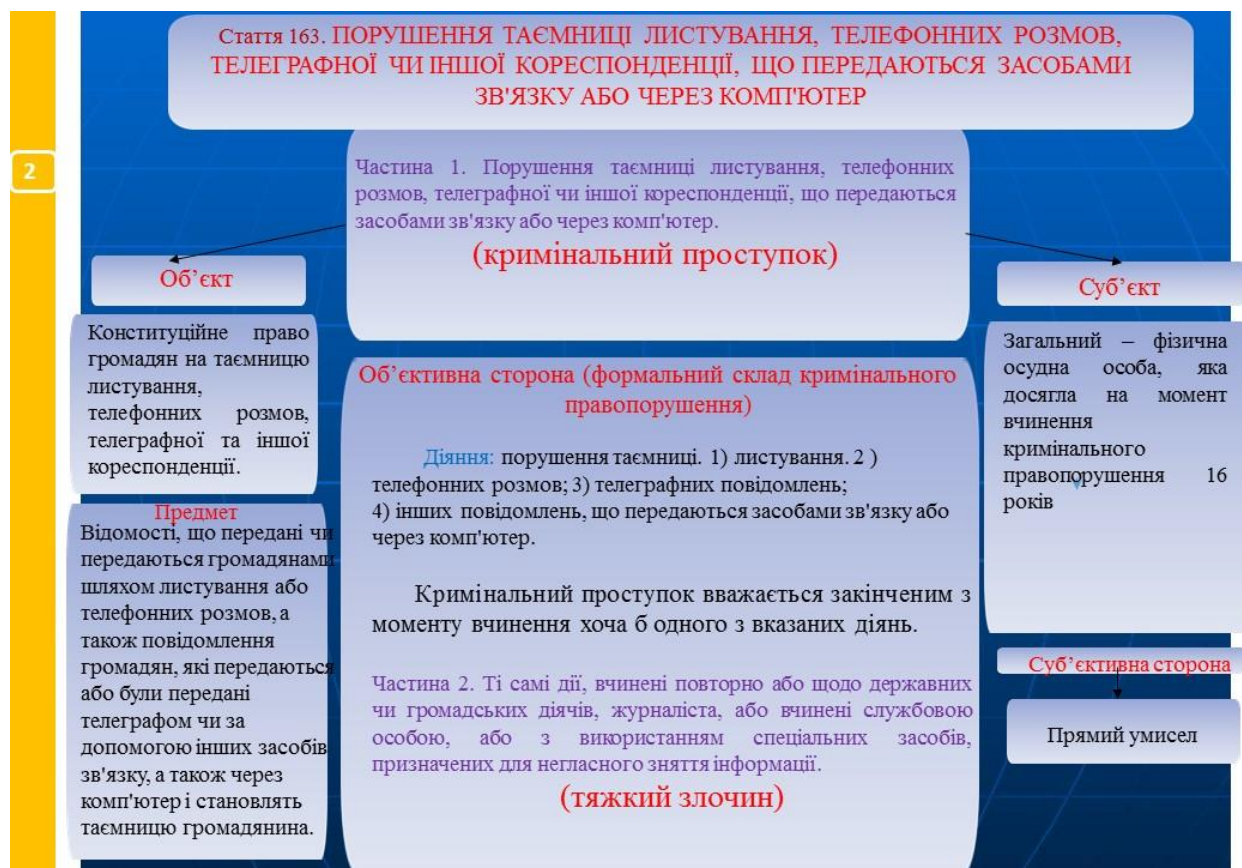 Стаття 163. ПОРУШЕННЯ ТАЄМНИЦІ ЛИСТУВАННЯ, ТЕЛЕФОННИХ РОЗМОВ,
ТЕЛЕГРАФНОЇ ЧИ ІНШОЇ КОРЕСПОНДЕНЦІЇ, ЩО ПЕРЕДАЮТЬСЯ ЗАСОБАМИ
ЗВ'ЯЗКУ АБО ЧЕРЕЗ КОМП'ЮТЕР
2
Частина 1. Порушення таємниці листування, телефонних
розмов, телеграфної чи іншої кореспонденції, що передаються
засобами зв'язку або через комп'ютер.
(кримінальний проступок)
Об’єкт
Конституційне право
громадян на таємницю
листування,
телефонних розмов,
телеграфної та іншої
кореспонденції.
Предмет
Відомості, що передані чи
передаються громадянами
шляхом листування або
телефонних розмов, а
також повідомлення
громадян, які передаються
або були передані
телеграфом чи за
допомогою інших засобів
зв'язку, а також через
комп'ютер і становлять
таємницю громадянина.
Об’єктивна сторона (формальний склад кримінального
правопорушення)
Діяння: порушення таємниці. 1) листування. 2 )
телефонних розмов; 3) телеграфних повідомлень;
4) інших повідомлень, що передаються засобами зв'язку або
через комп'ютер.
Кримінальний проступок вважається закінченим з
моменту вчинення хоча б одного з вказаних діянь.
Частина 2. Ті самі дії, вчинені повторно або щодо державних
чи громадських діячів, журналіста, або вчинені службовою
особою, або з використанням спеціальних засобів,
призначених для негласного зняття інформації.
(тяжкий злочин)
Суб’єкт
Загальний – фізична
осудна особа, яка
досягла на момент
вчинення
кримінального
правопорушення 16
років
Суб’єктивна сторона
Прямий умисел